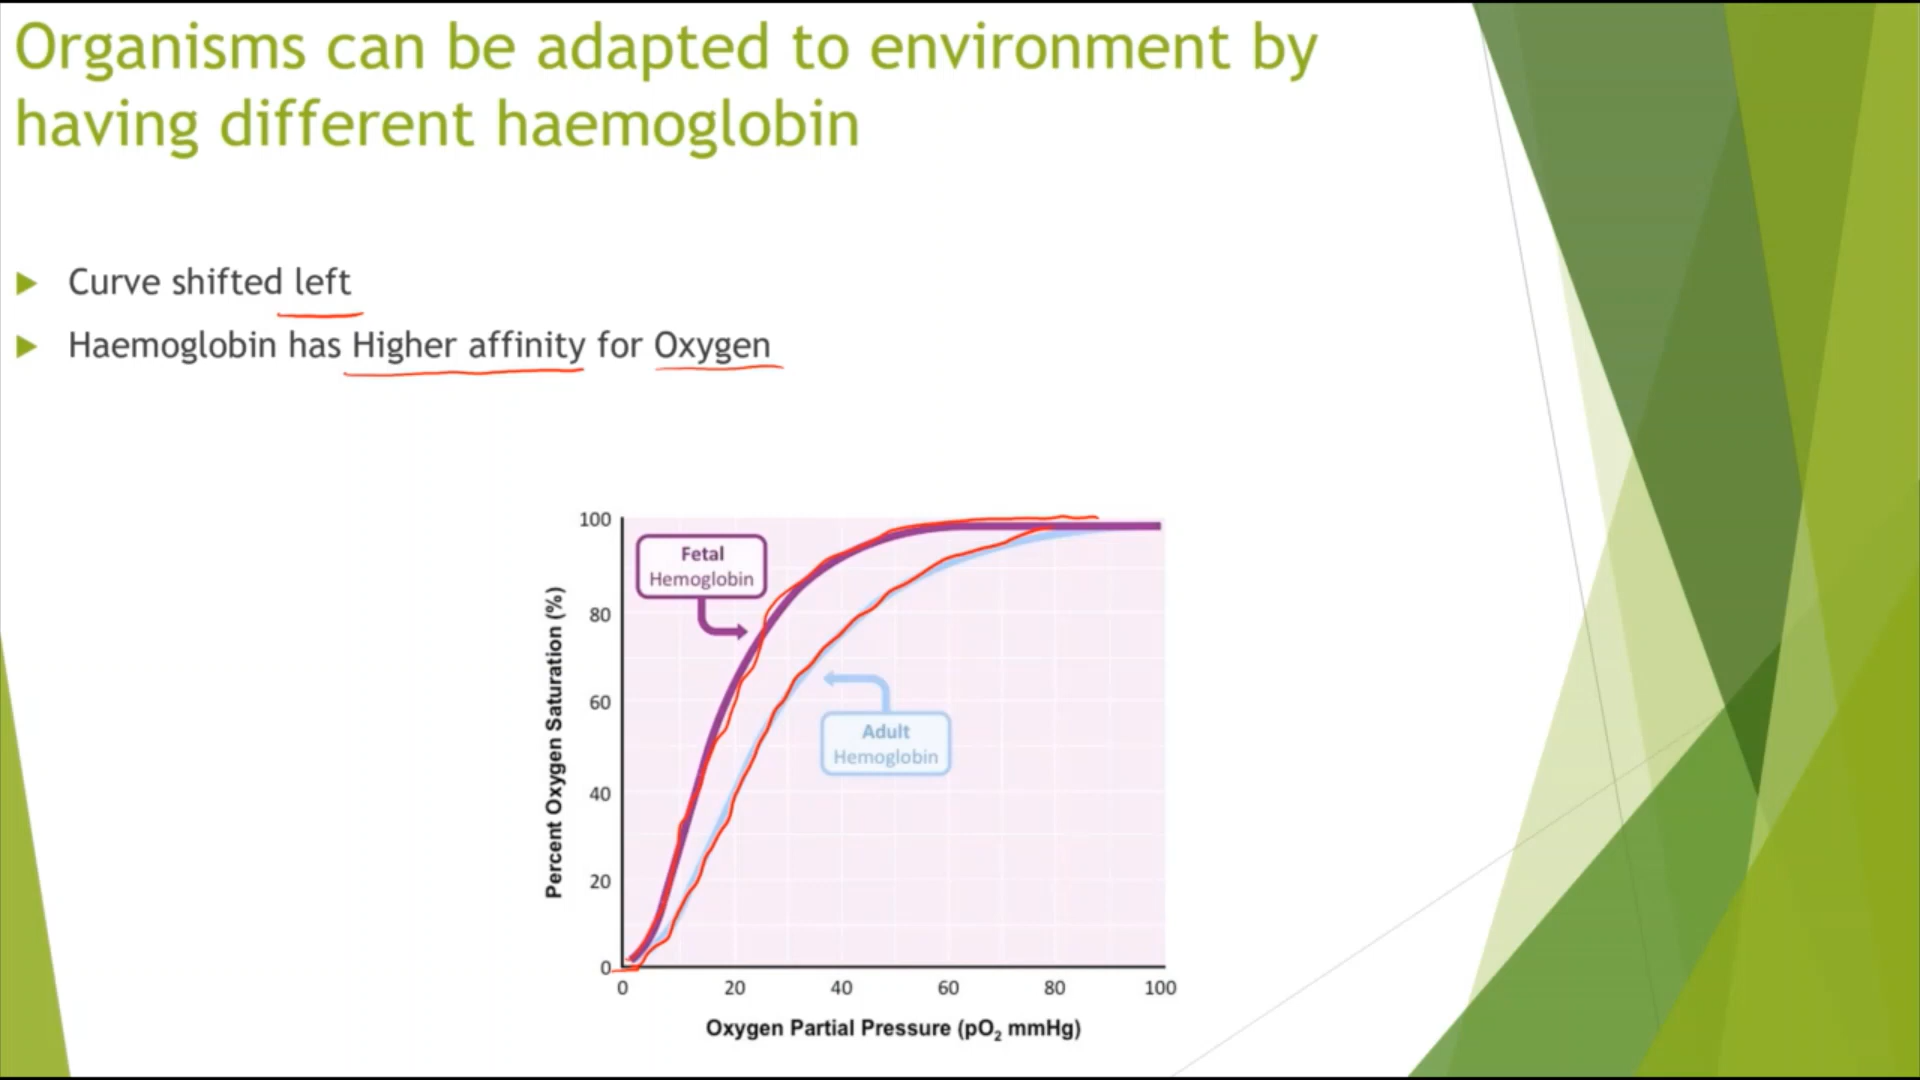 Organisms can be adapted to environment by
having different haemoglobin
Curve shifted left
Haemoglobin has Higher affinity for Oxygen
100
80
60
40
20
0
Percent Oxygen Saturation (%)
Fetal
Hemoglobin
Adult
Hemoglobin
0 20 40 60 80 100
Oxygen Partial Pressure (pO₂ mmHg)